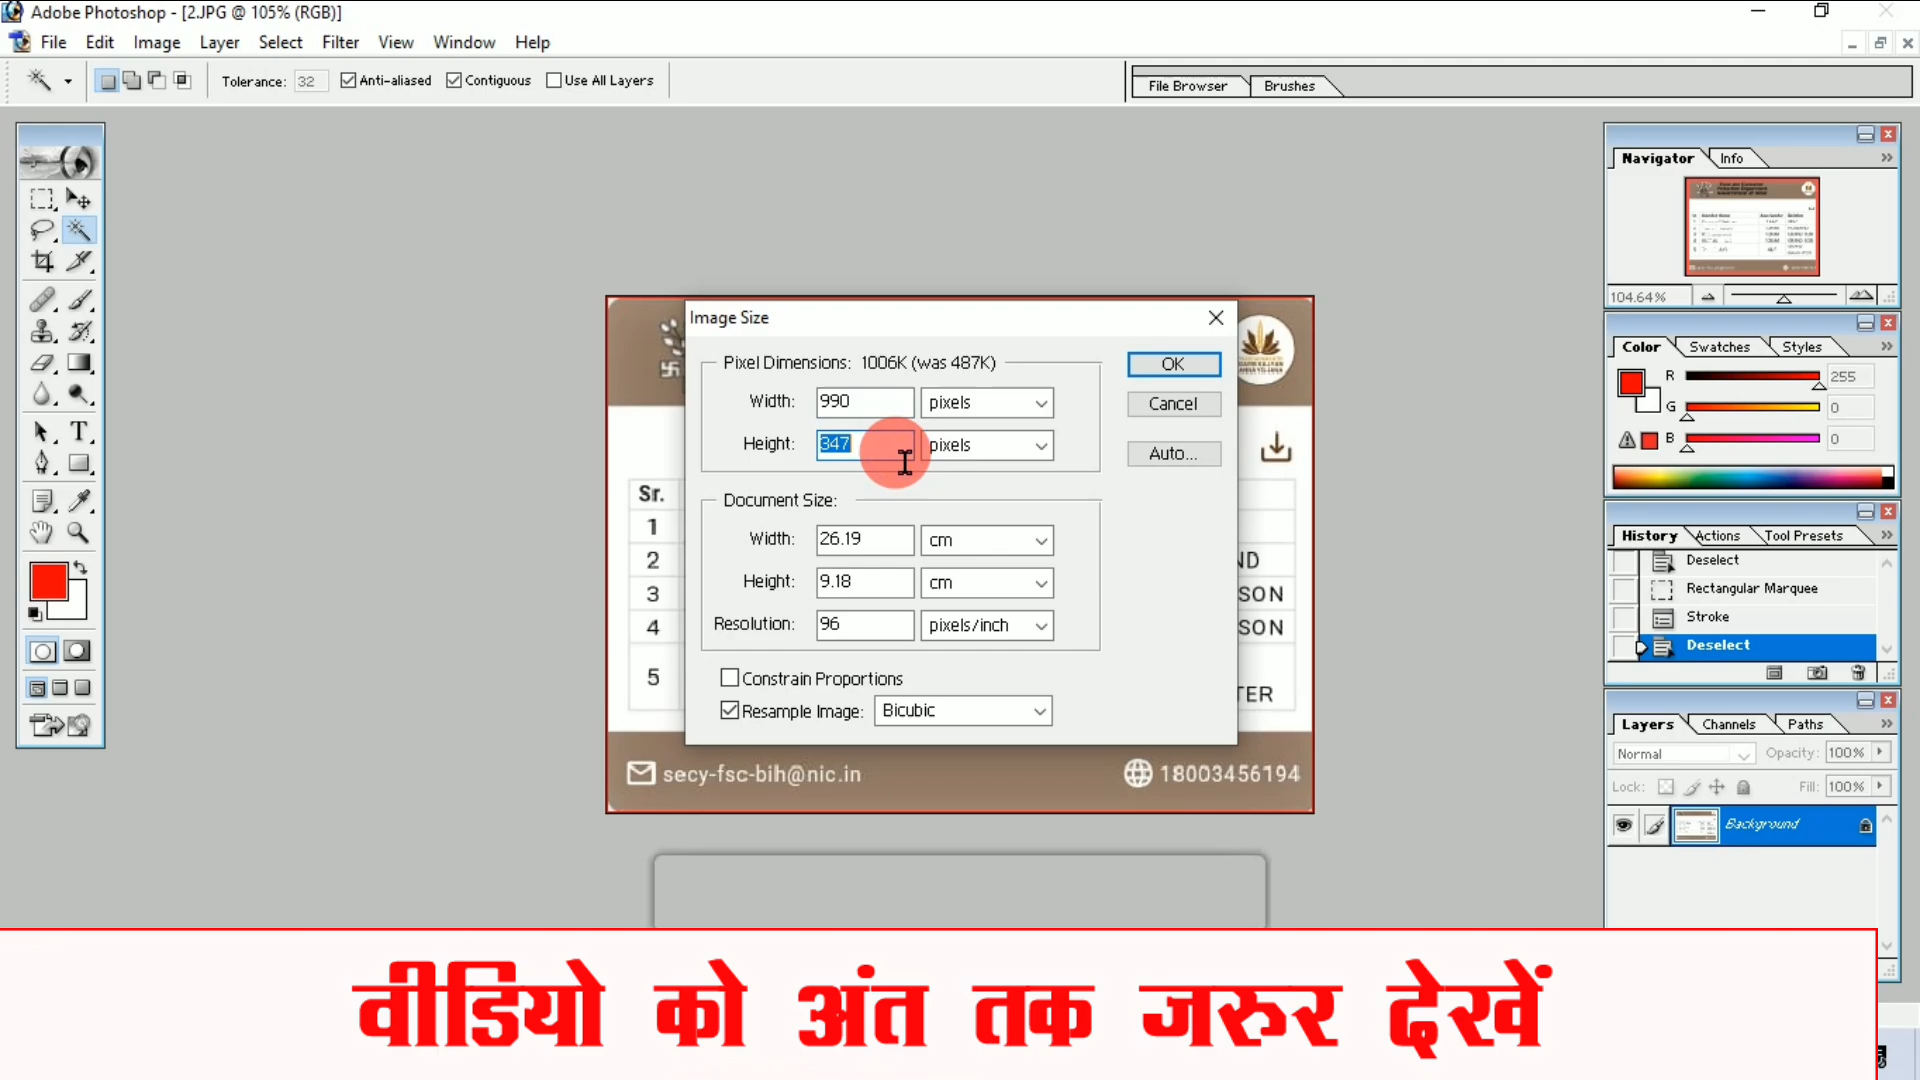 Adobe Photoshop - [2.JPG @ 105% (RGB)]
File Edit Image Layer Select Filter View Window Help
Tolerance: 32 Anti-aliased Contiguous Use All Layers
File Browser Brushes
Navigator Info
104.64%
Color Swatches Styles
R 255
G 0
B 0
History Actions Tool Presets
Deselect
Rectangular Marquee
Stroke
Deselect
Layers Channels Paths
Normal Opacity: 100%
Lock: Fill: 100%
Background
Image Size
Pixel Dimensions: 1006K (was 487K)
Width: 990 pixels
Height: 347 pixels
OK
Cancel
Auto...
Document Size:
Width: 26.19 cm
Height: 9.18 cm
Resolution: 96 pixels/inch
Constrain Proportions
Resample Image: Bicubic
Sr.
1
2 ND
3 SON
4 SON
5 TER
secy-fsc-bih@nic.in 18003456194
वीडियो को अंत तक जरुर देखें